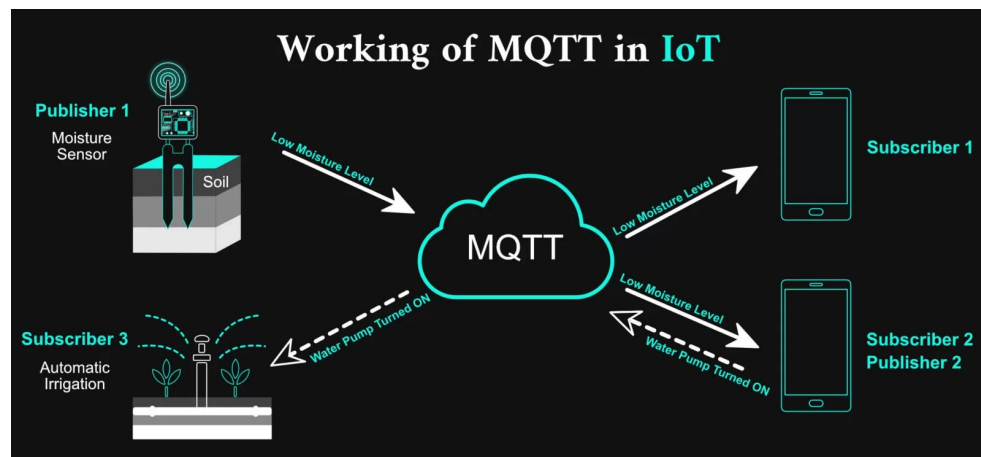 Working of MQTT in IoT
Publisher 1
Moisture
Sensor
Soil
Low Moisture Level
MQTT
Low Moisture Level
Subscriber 1
Subscriber 3
Automatic
Irrigation
Water Pump Turned ON
Low Moisture Level
Water Pump Turned ON
Subscriber 2
Publisher 2